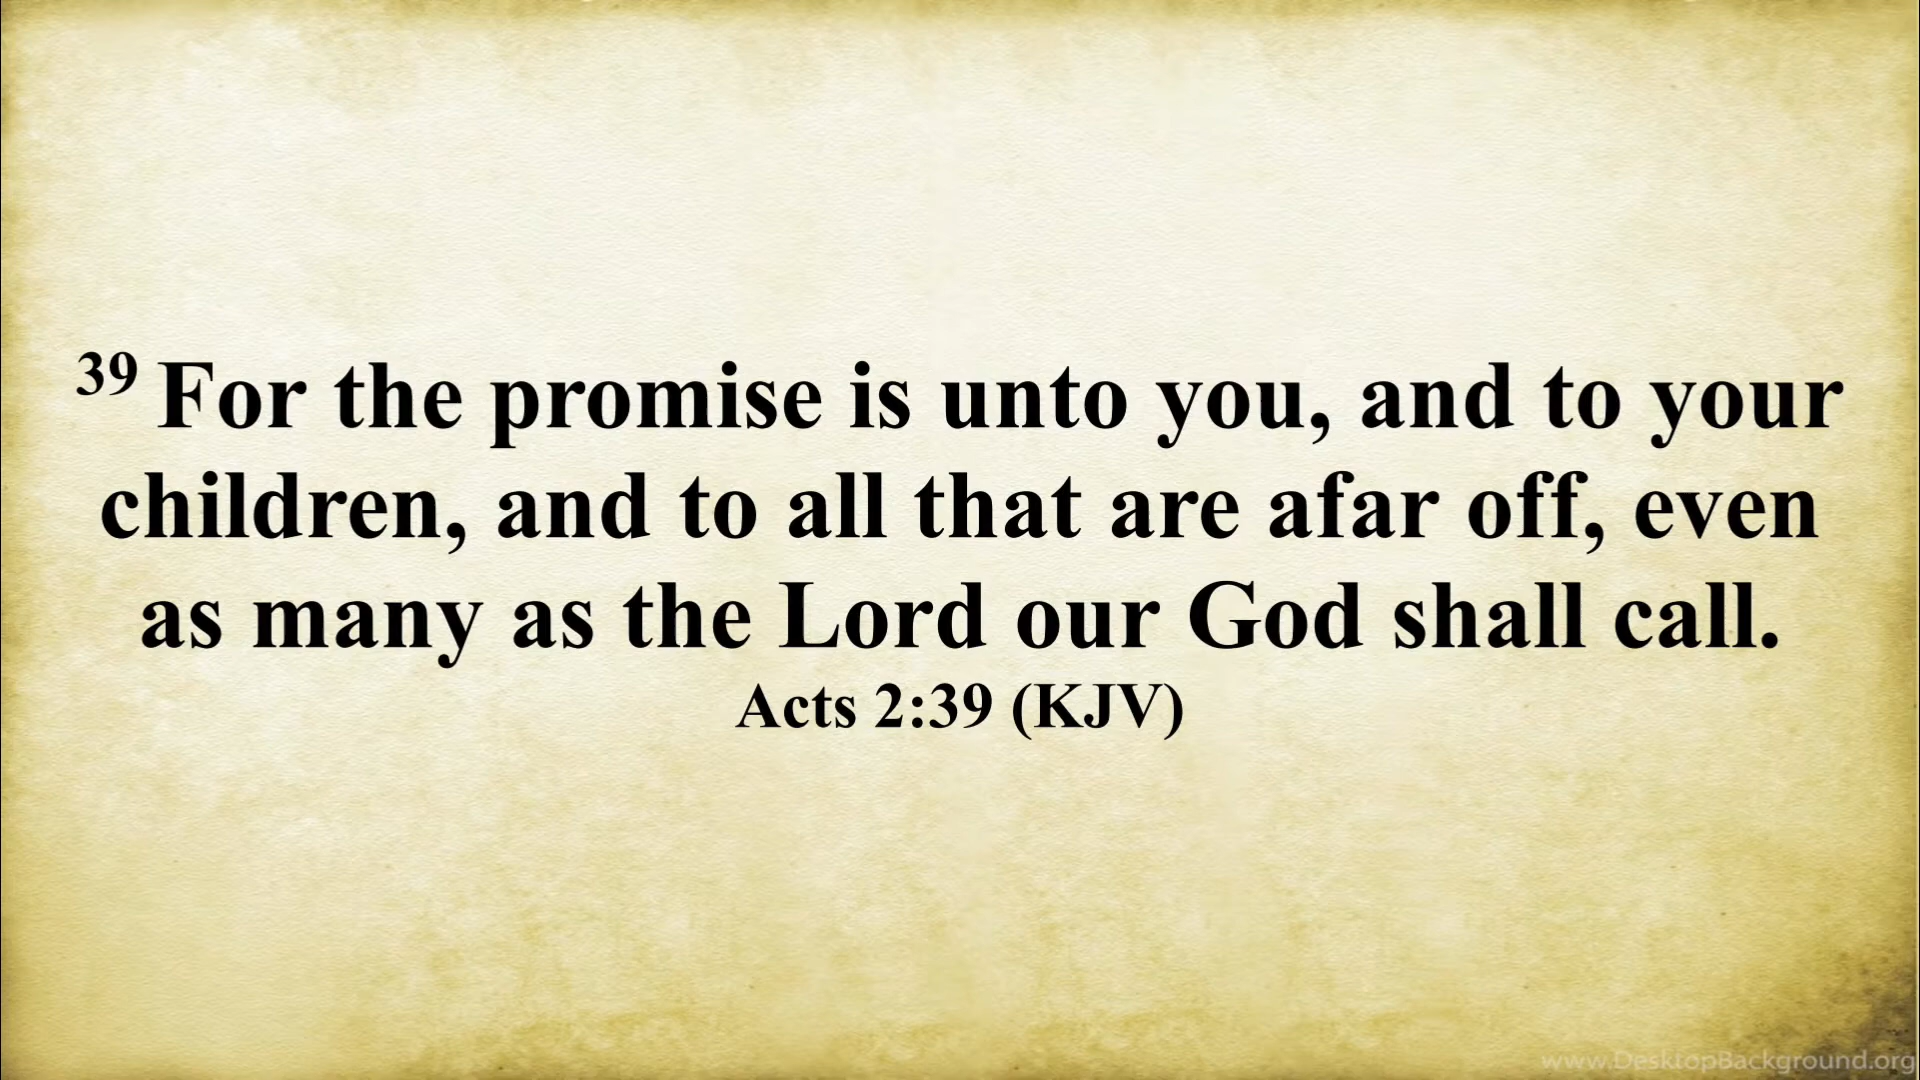 39 For the promise is unto you, and to your
children, and to all that are afar off, even
as many as the Lord our God shall call.
Acts 2:39 (KJV)
www.DesktopBackground.org